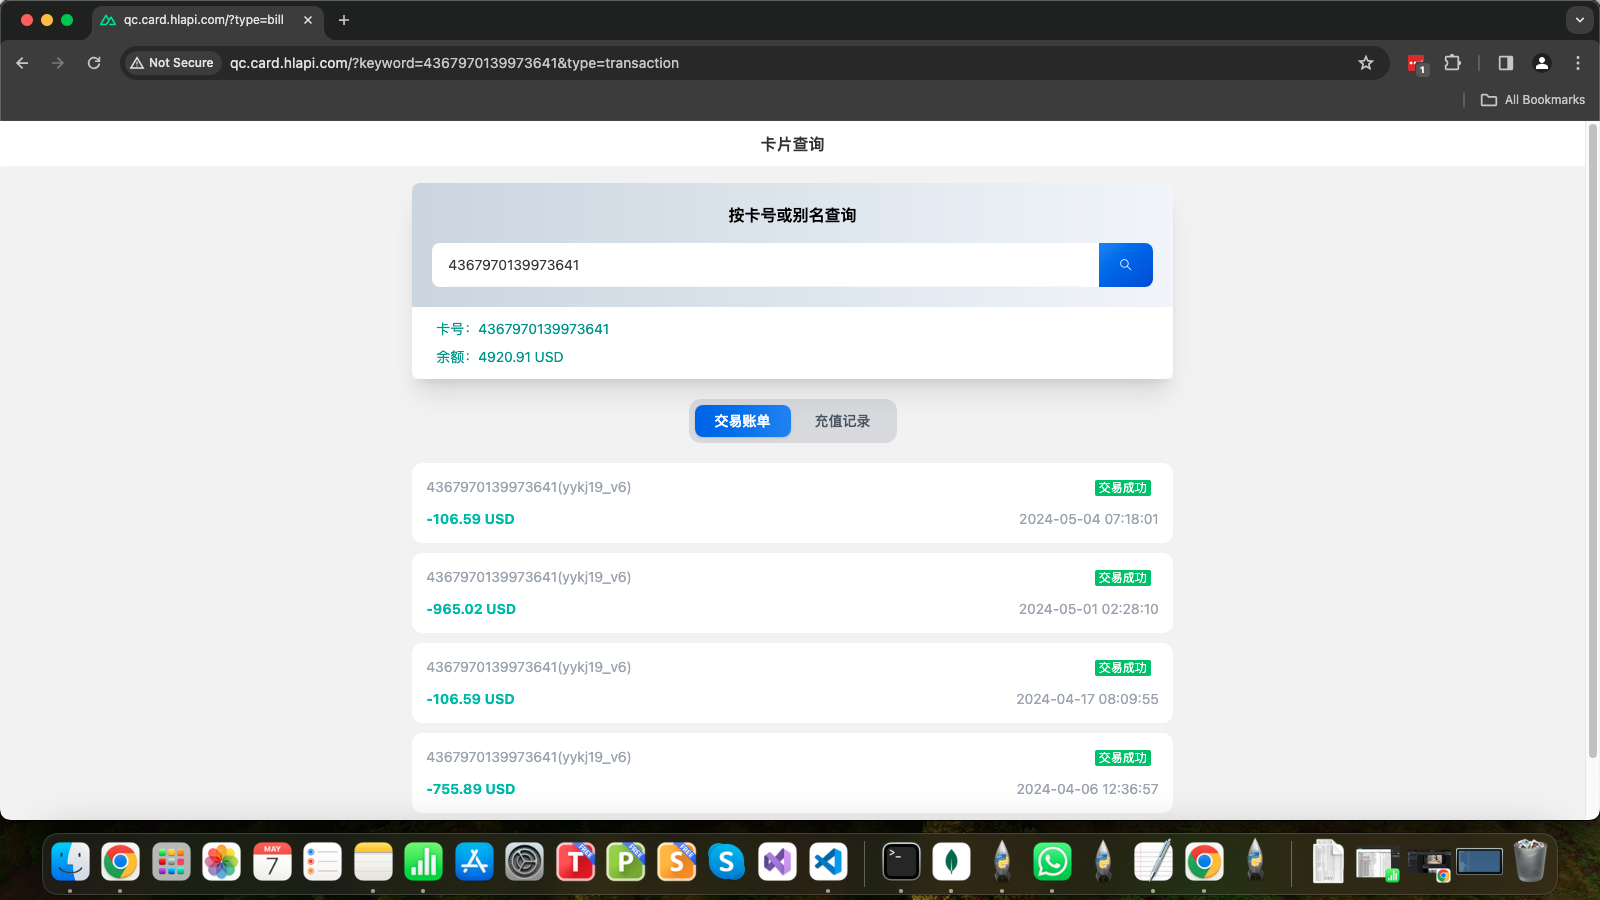 qc.card.hlapi.com/?type=bill
Not Secure
qc.card.hlapi.com/?keyword=4367970139973641&type=transaction
1
All Bookmarks
卡片查询
按卡号或别名查询
4367970139973641
卡号：4367970139973641
余额：4920.91 USD
交易账单
充值记录
4367970139973641(yykj19_v6)
交易成功
-106.59 USD
2024-05-04 07:18:01
4367970139973641(yykj19_v6)
交易成功
-965.02 USD
2024-05-01 02:28:10
4367970139973641(yykj19_v6)
交易成功
-106.59 USD
2024-04-17 08:09:55
4367970139973641(yykj19_v6)
交易成功
-755.89 USD
2024-04-06 12:36:57
MAY
7
T
FREE
P
FREE
S
FREE
S
>_